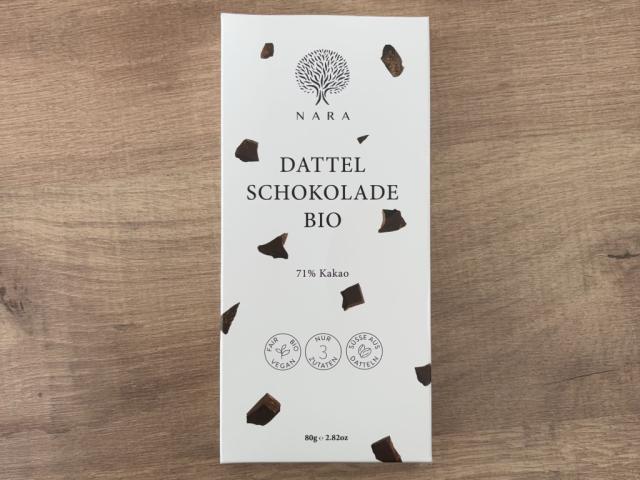 NARA
DATTEL
SCHOKOLADE
BIO
71% Kakao
FAIR BIO
VEGAN
NUR
3
ZUTATEN
SÜSSE AUS
DATTELN
80g ℮ 2.82oz